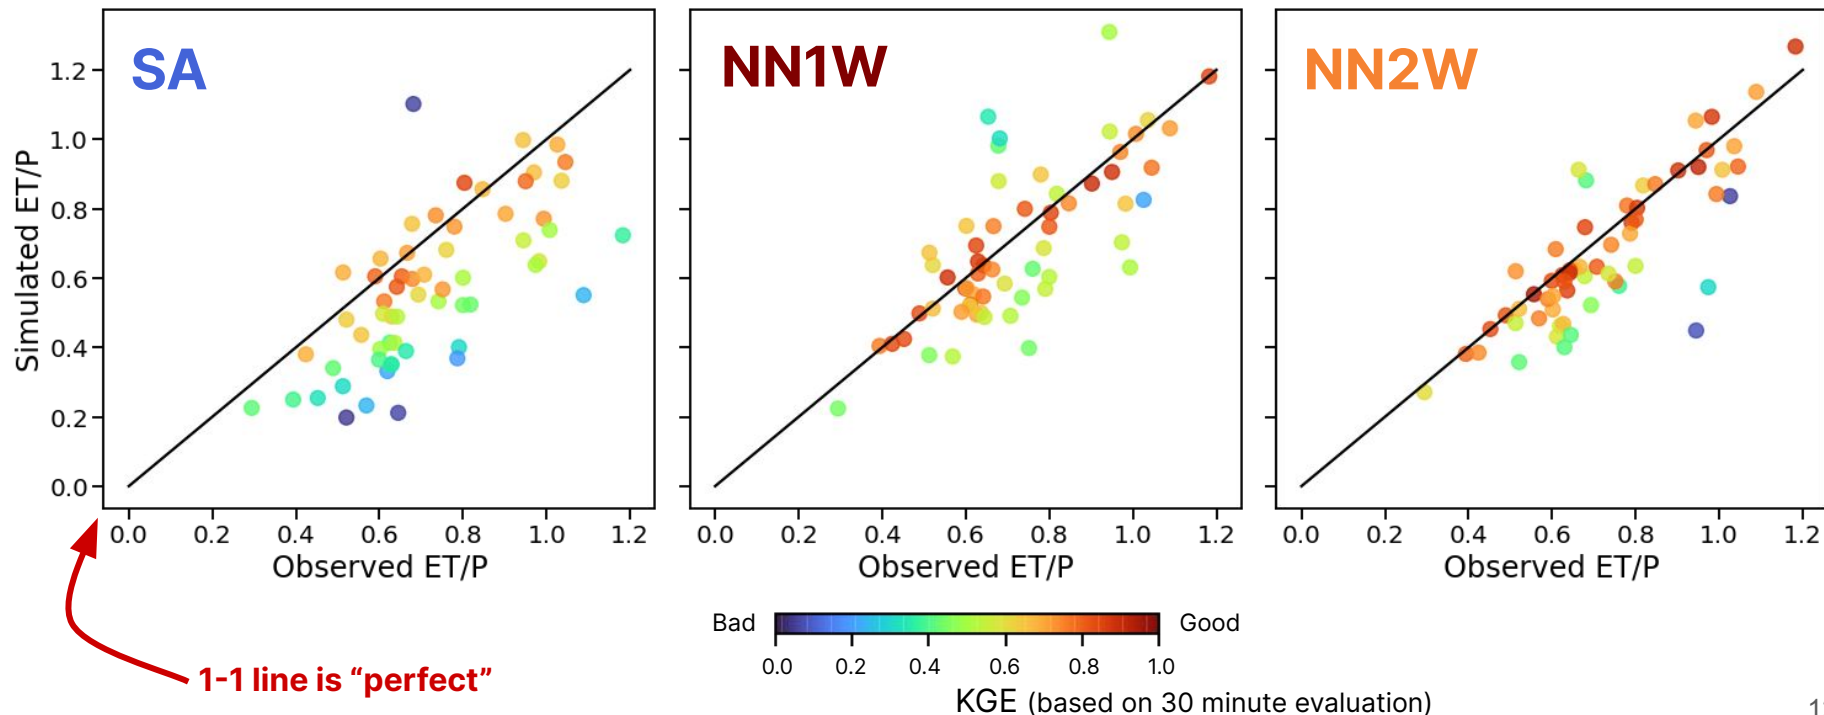 SA
NN1W
NN2W
Simulated ET/P
1.2
1.0
0.8
0.6
0.4
0.2
0.0
0.0 0.2 0.4 0.6 0.8 1.0 1.2
0.0 0.2 0.4 0.6 0.8 1.0 1.2
0.0 0.2 0.4 0.6 0.8 1.0 1.2
Observed ET/P
Observed ET/P
Observed ET/P
1-1 line is “perfect”
Bad
Good
0.0 0.2 0.4 0.6 0.8 1.0
KGE (based on 30 minute evaluation)